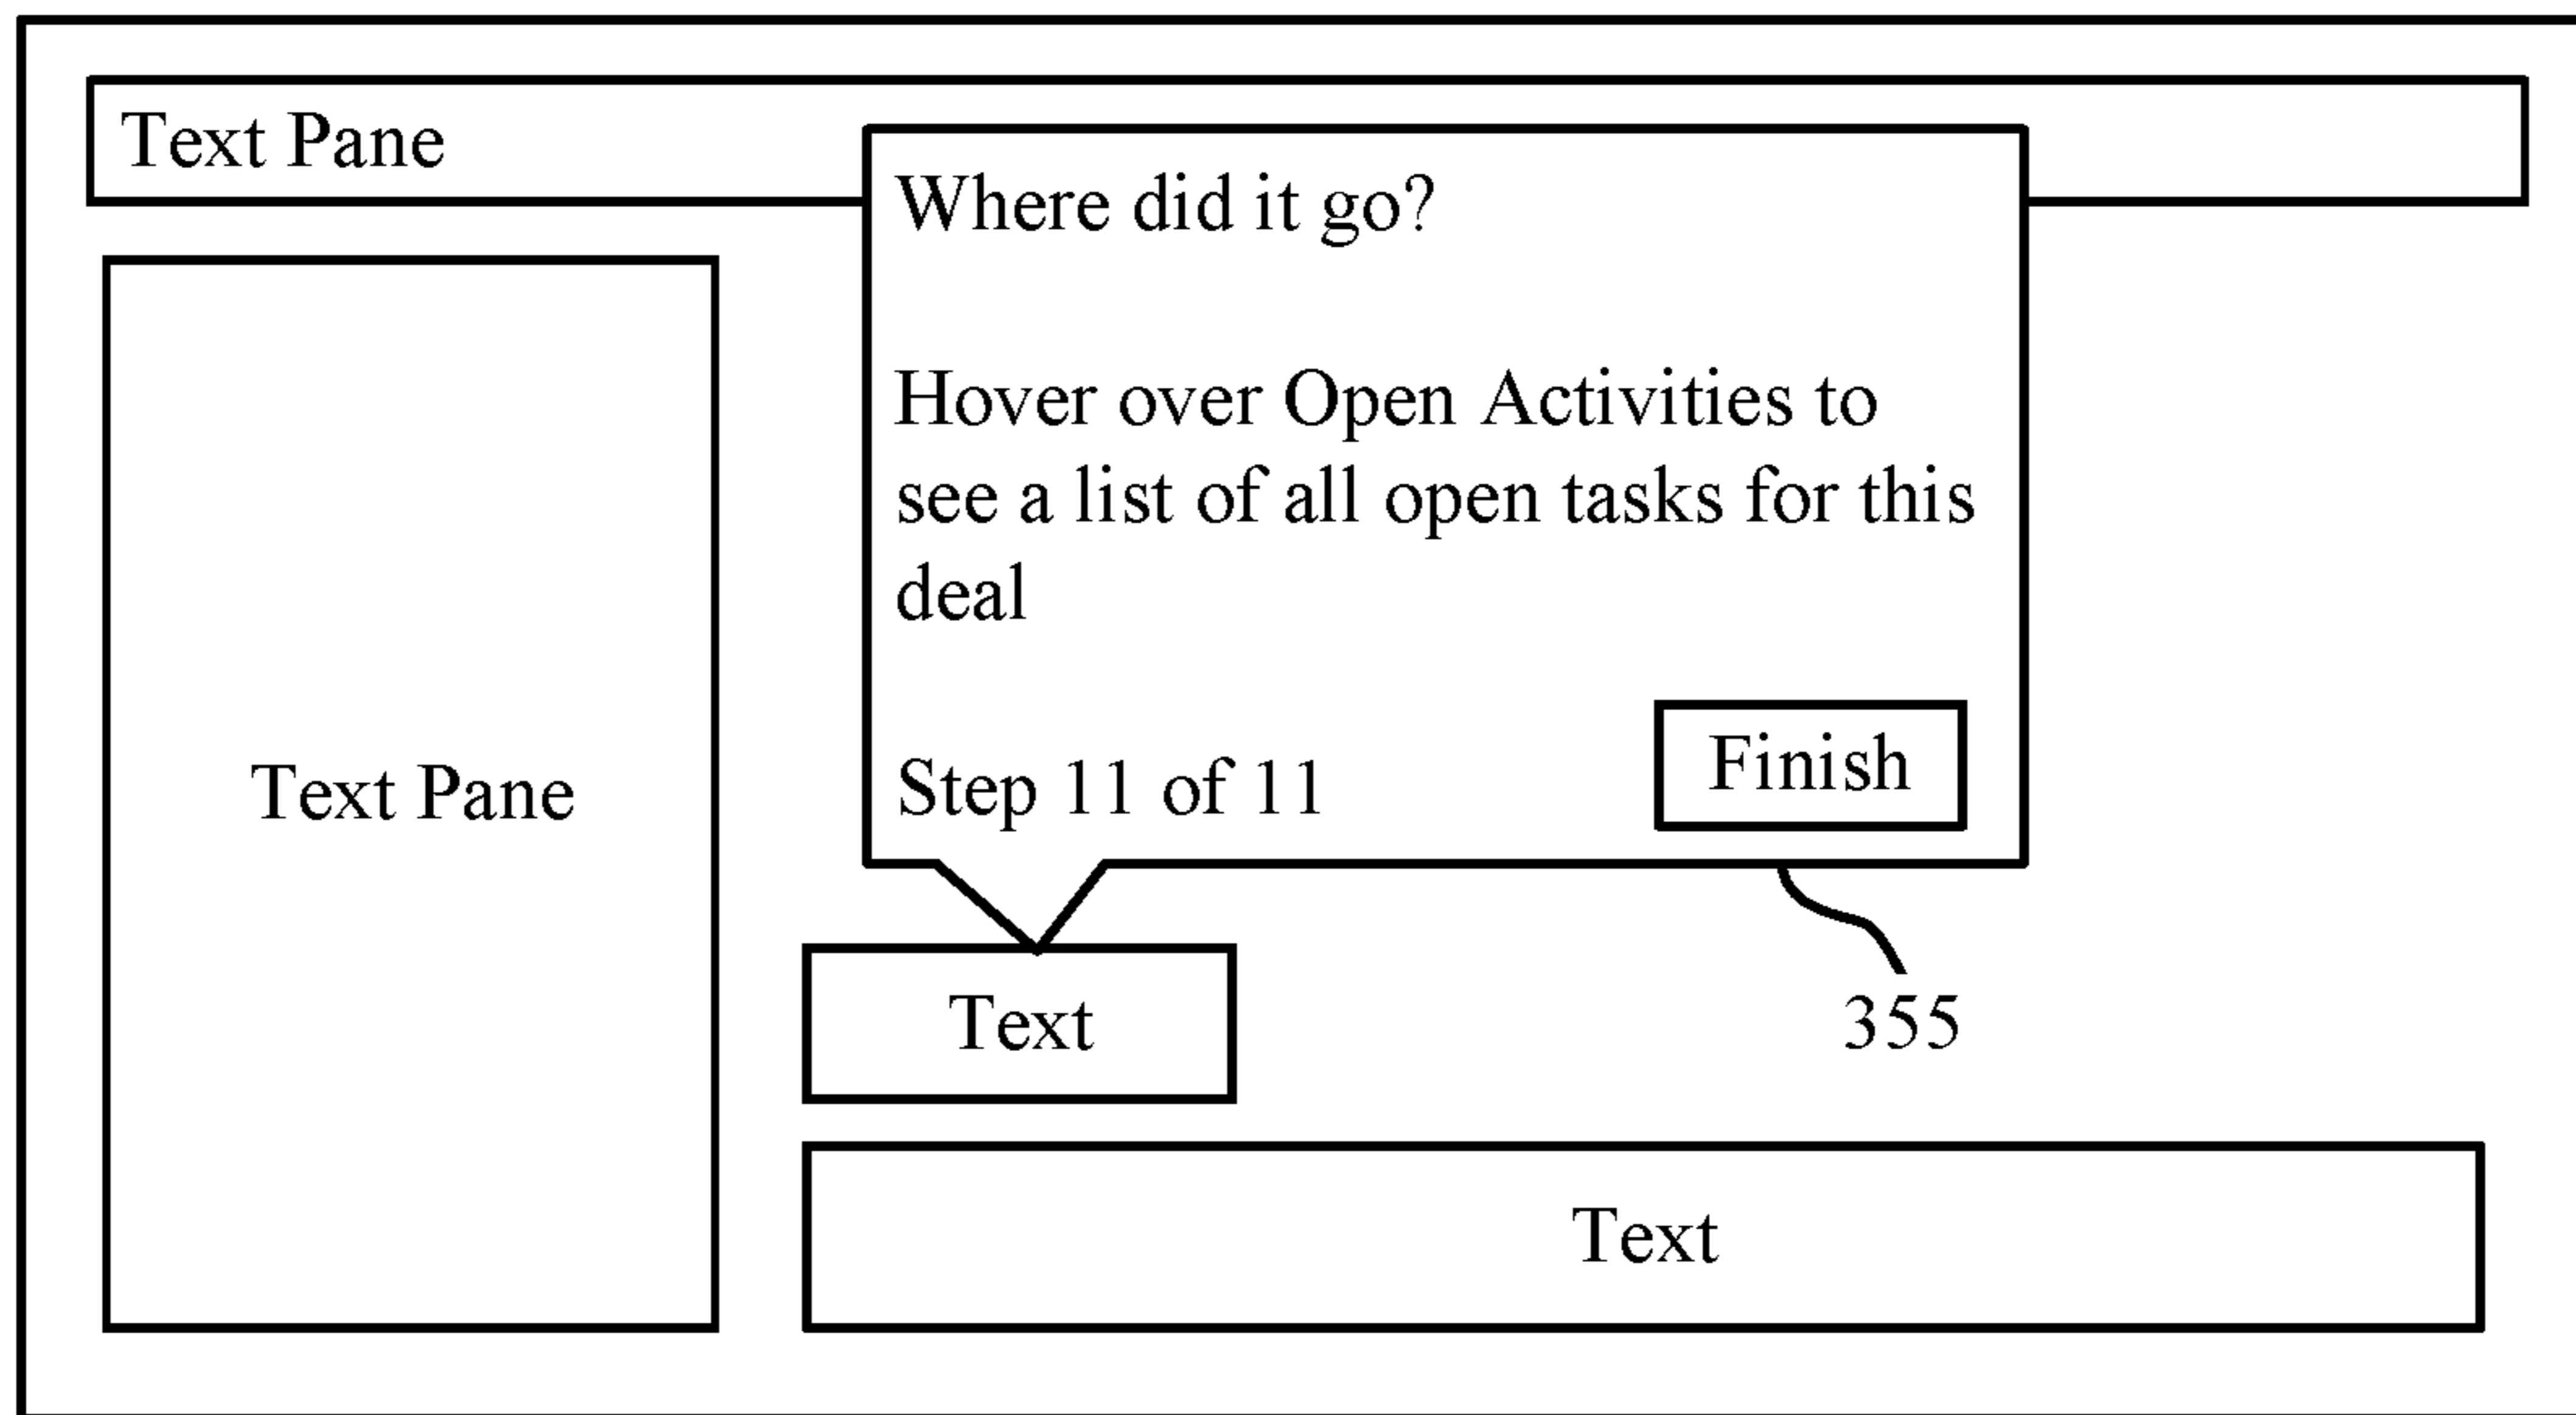 Text Pane
Where did it go?
Hover over Open Activities to
see a list of all open tasks for this
deal
Step 11 of 11
Finish
Text Pane
Text
355
Text